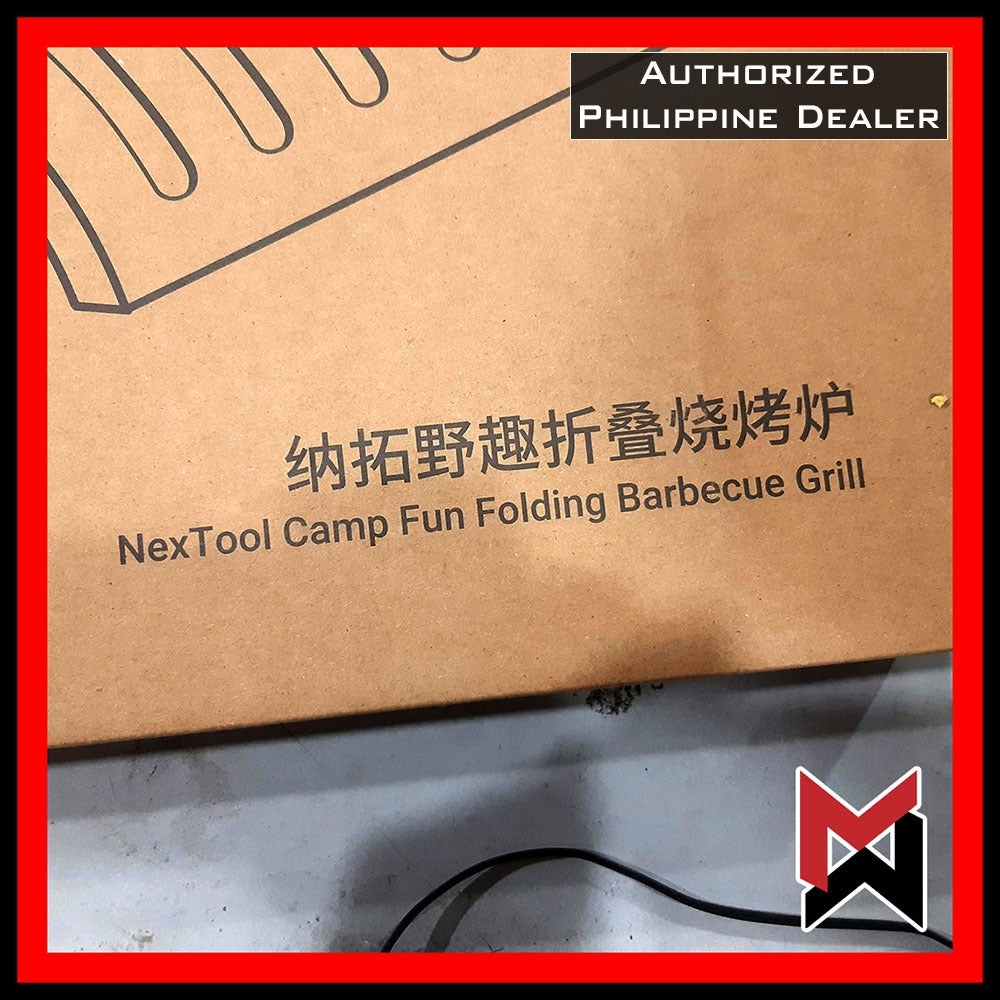 AUTHORIZED
PHILIPPINE DEALER
纳拓野趣折叠烧烤炉
NexTool Camp Fun Folding Barbecue Grill